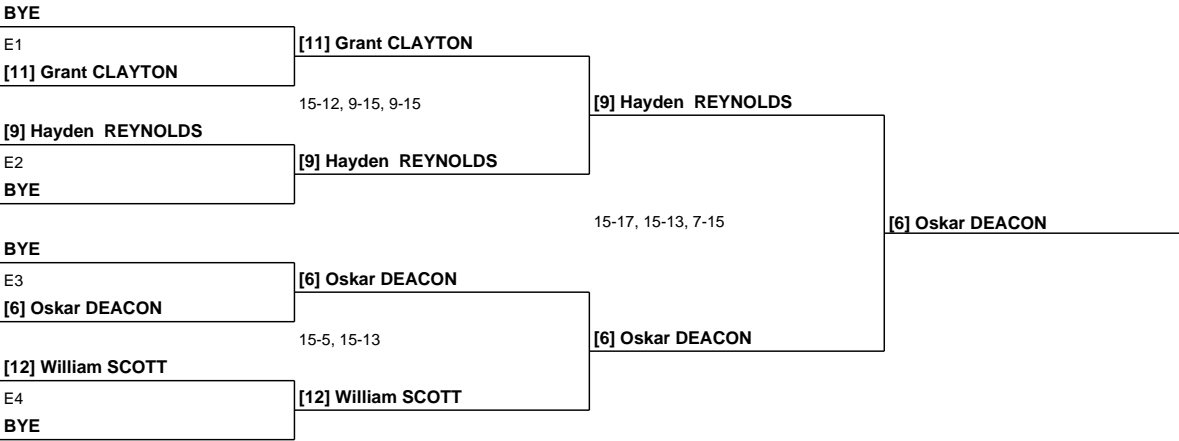 BYE
E1
[11] Grant CLAYTON
[11] Grant CLAYTON
15-12, 9-15, 9-15
[9] Hayden REYNOLDS
[9] Hayden REYNOLDS
E2
[9] Hayden REYNOLDS
BYE
15-17, 15-13, 7-15
[6] Oskar DEACON
BYE
E3
[6] Oskar DEACON
[6] Oskar DEACON
15-5, 15-13
[6] Oskar DEACON
[12] William SCOTT
E4
[12] William SCOTT
BYE